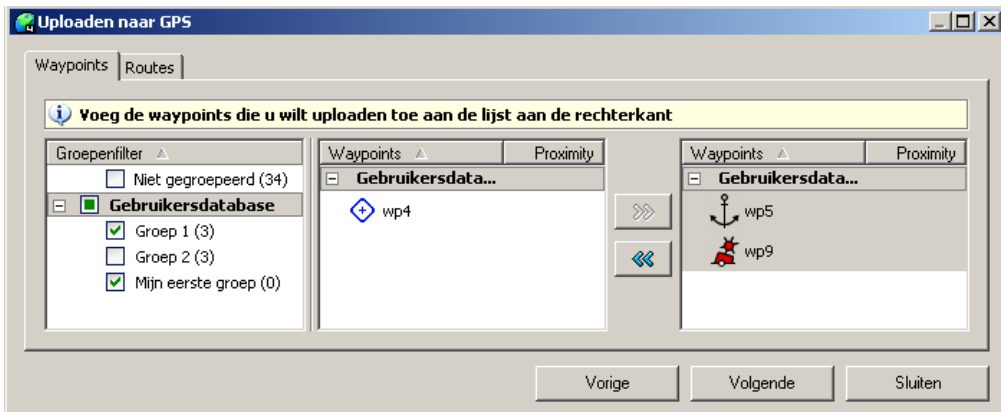 Uploaden naar GPS
Waypoints Routes
Voeg de waypoints die u wilt uploaden toe aan de lijst aan de rechterkant
Groepenfilter
Niet gegroepeerd (34)
Gebruikersdatabase
Groep 1 (3)
Groep 2 (3)
Mijn eerste groep (0)
Waypoints Proximity
Gebruikersdata...
wp4
Waypoints Proximity
Gebruikersdata...
wp5
wp9
Vorige Volgende Sluiten